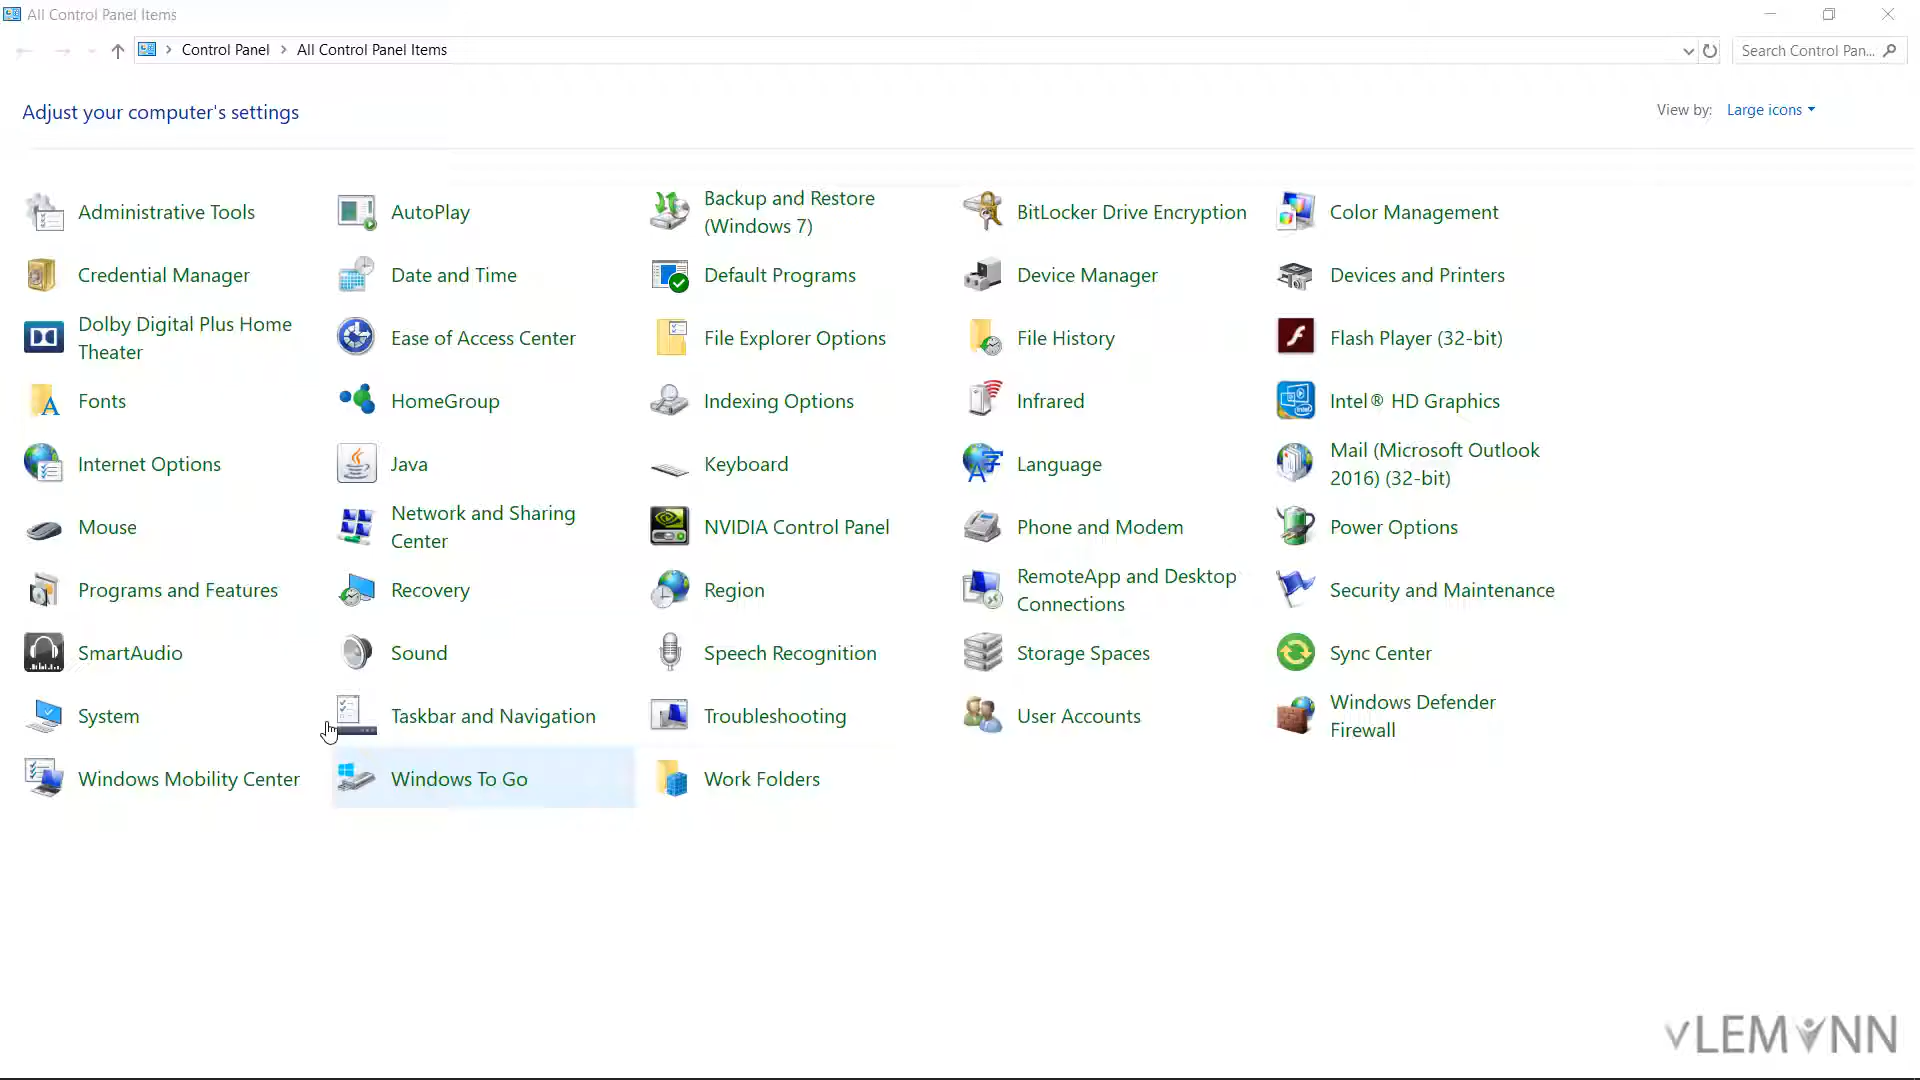 All Control Panel Items
Control Panel > All Control Panel Items
Search Control Pan...
Adjust your computer's settings
View by: Large icons
Administrative Tools
AutoPlay
Backup and Restore
(Windows 7)
BitLocker Drive Encryption
Color Management
Credential Manager
Date and Time
Default Programs
Device Manager
Devices and Printers
Dolby Digital Plus Home
Theater
Ease of Access Center
File Explorer Options
File History
Flash Player (32-bit)
Fonts
HomeGroup
Indexing Options
Infrared
Intel® HD Graphics
Internet Options
Java
Keyboard
Language
Mail (Microsoft Outlook
2016) (32-bit)
Mouse
Network and Sharing
Center
NVIDIA Control Panel
Phone and Modem
Power Options
Programs and Features
Recovery
Region
RemoteApp and Desktop
Connections
Security and Maintenance
SmartAudio
Sound
Speech Recognition
Storage Spaces
Sync Center
System
Taskbar and Navigation
Troubleshooting
User Accounts
Windows Defender
Firewall
Windows Mobility Center
Windows To Go
Work Folders
vLEMYNN